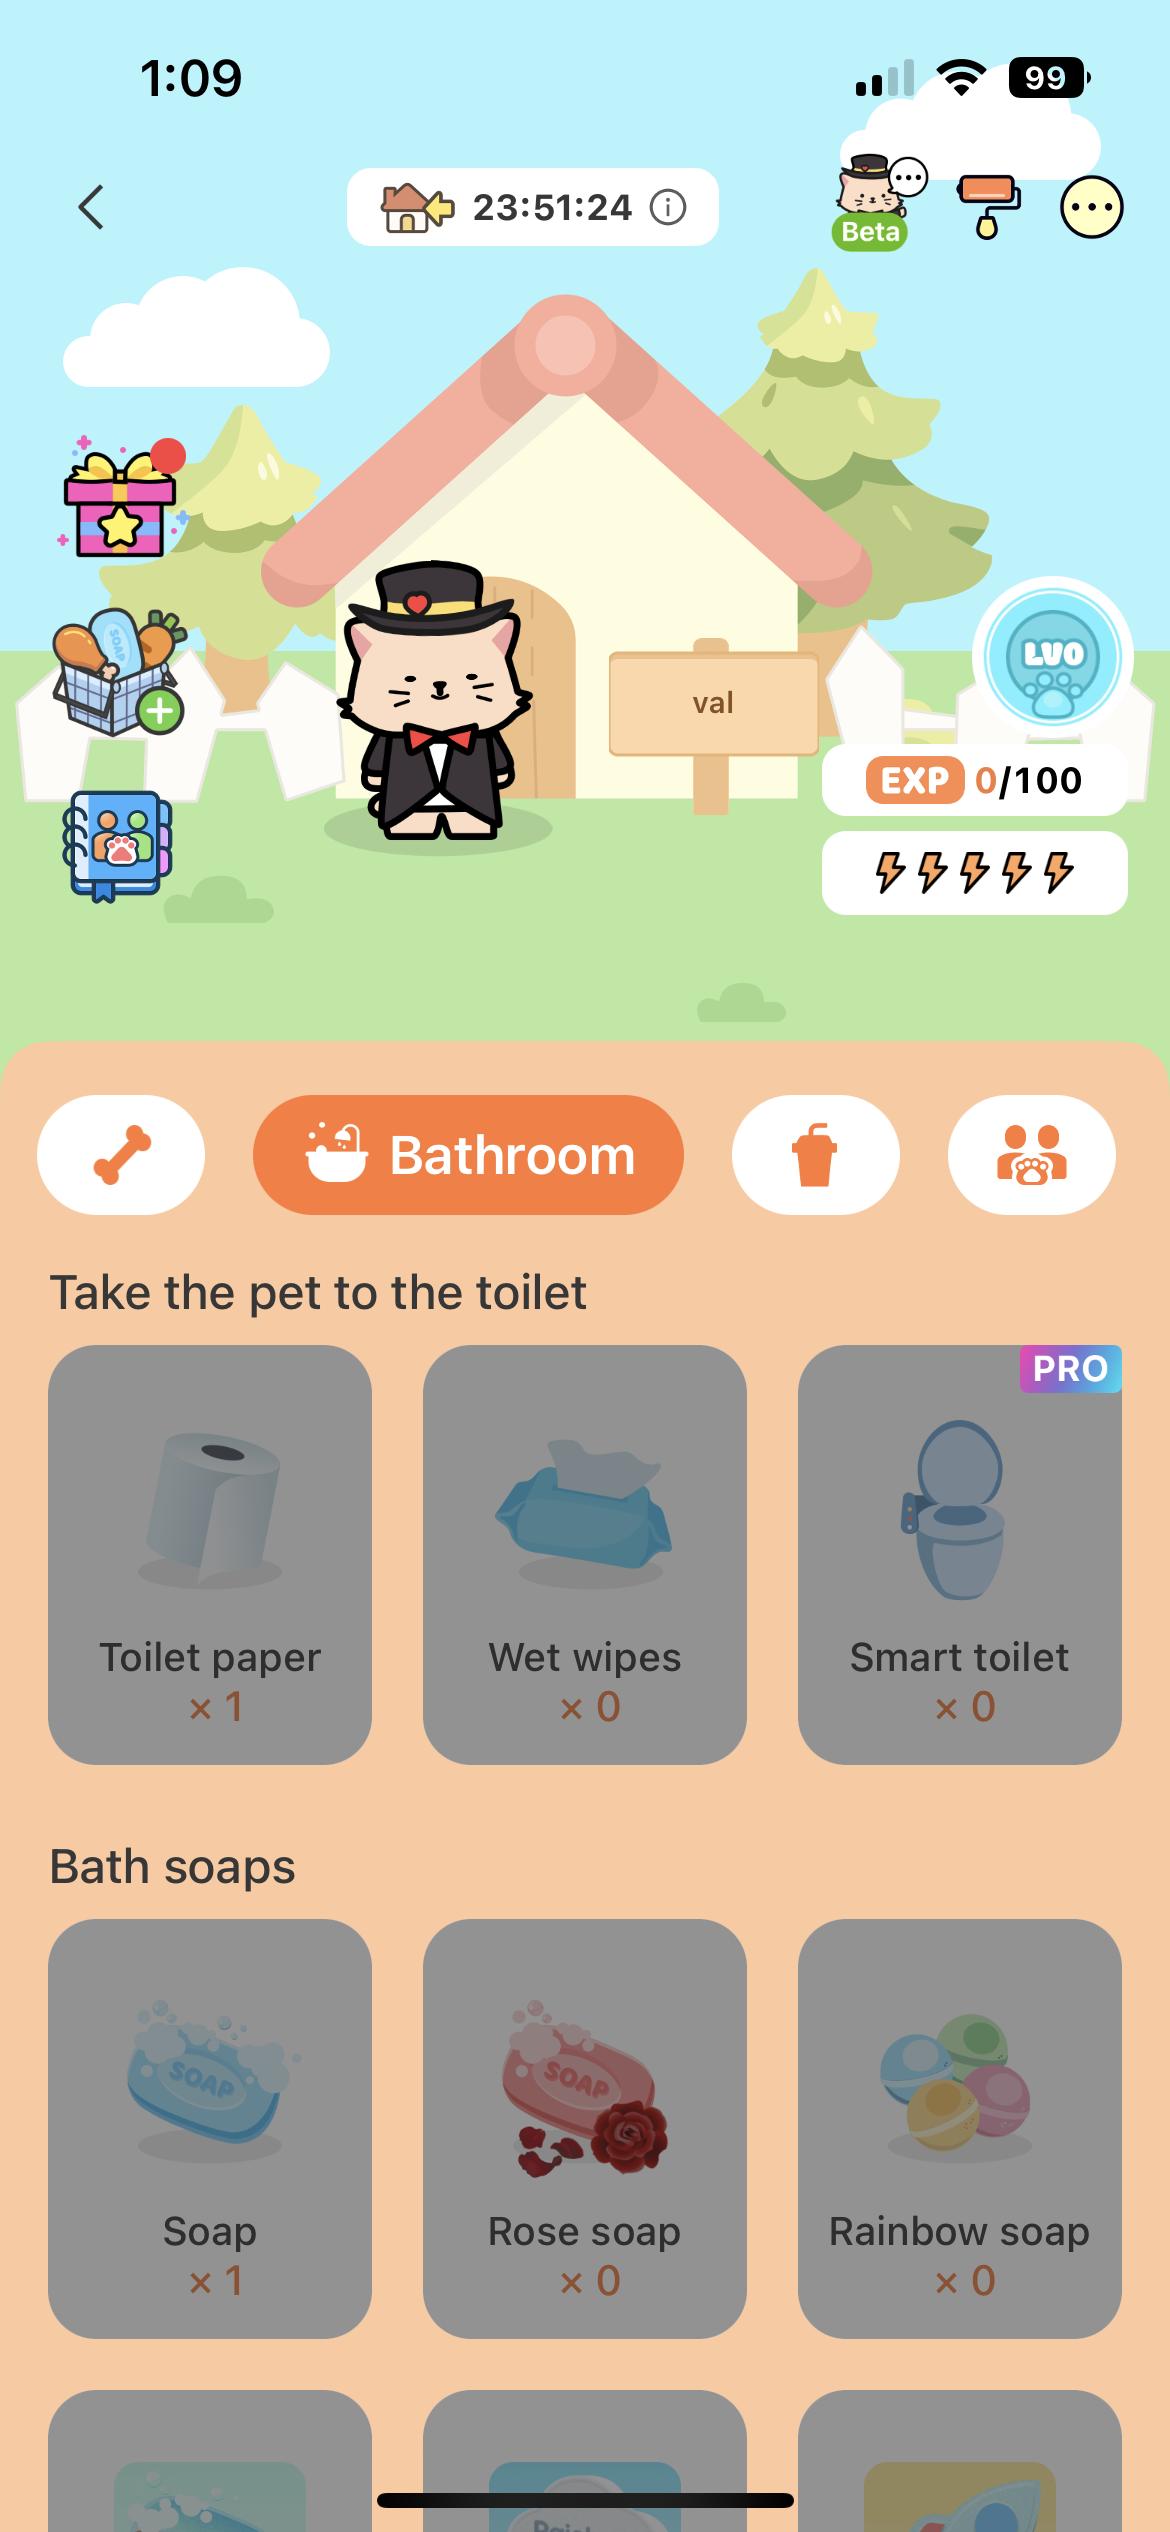 1:09
99
23:51:24
Beta
SOAP
LV0
val
EXP 0/100
Bathroom
Take the pet to the toilet
PRO
Toilet paper
Wet wipes
Smart toilet
× 1
× 0
× 0
Bath soaps
SOAP
SOAP
Soap
Rose soap
Rainbow soap
× 1
× 0
× 0